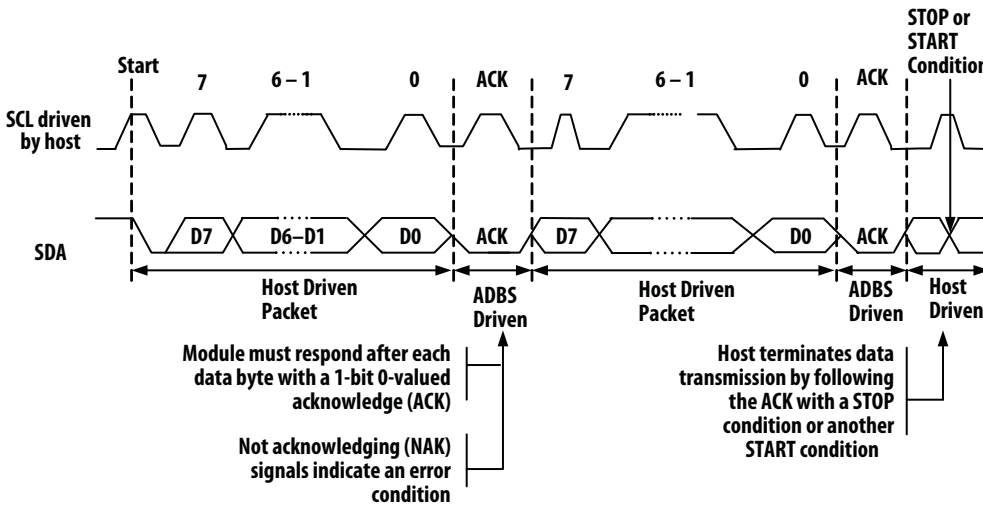 STOP or
START
Condition
Start
7
6 – 1
0
ACK
7
6 – 1
0
ACK
SCL driven
by host
SDA
D7
D6–D1
D0
ACK
D7
D0
ACK
Host Driven
Packet
ADBS
Driven
Host Driven
Packet
ADBS
Driven
Host
Driven
Module must respond after each
data byte with a 1-bit 0-valued
acknowledge (ACK)
Not acknowledging (NAK)
signals indicate an error
condition
Host terminates data
transmission by following
the ACK with a STOP
condition or another
START condition